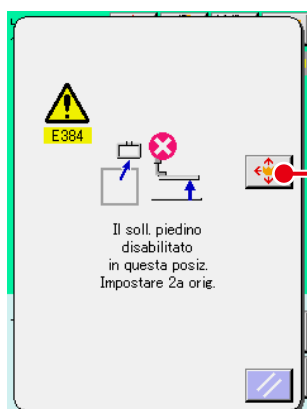 E384
Il soll. piedino
disabilitato
in questa posiz.
Impostare 2a orig.